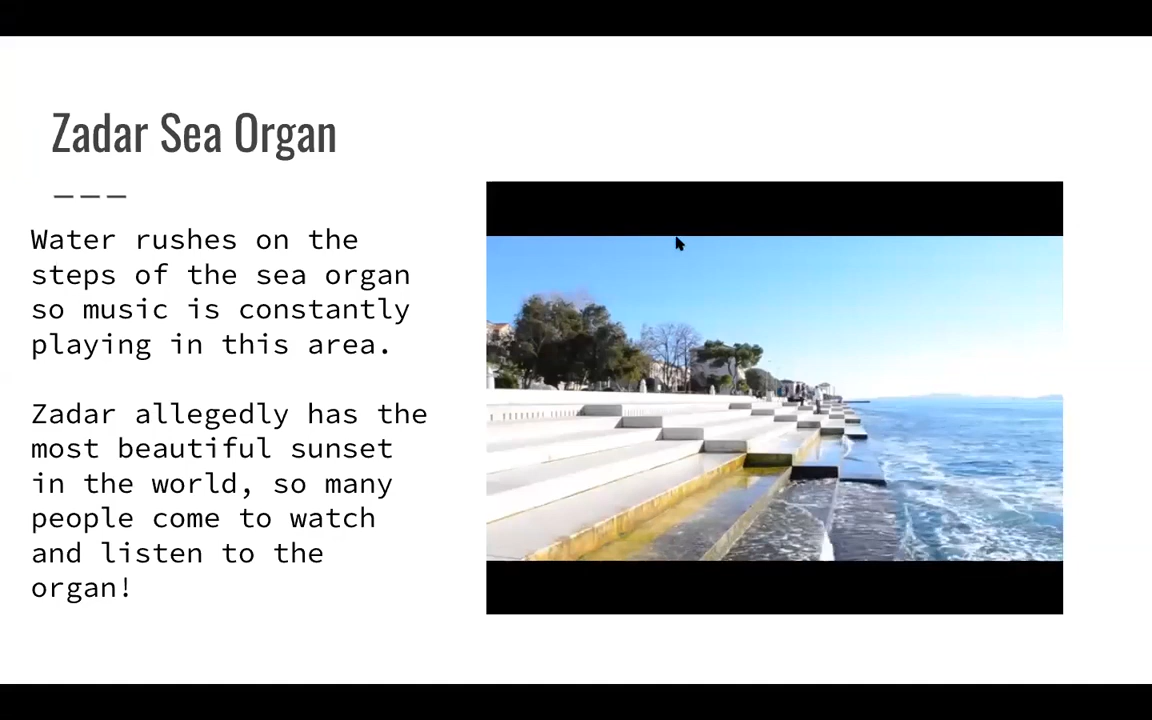 Zadar Sea Organ
Water rushes on the
steps of the sea organ
so music is constantly
playing in this area.
Zadar allegedly has the
most beautiful sunset
in the world, so many
people come to watch
and listen to the
organ!